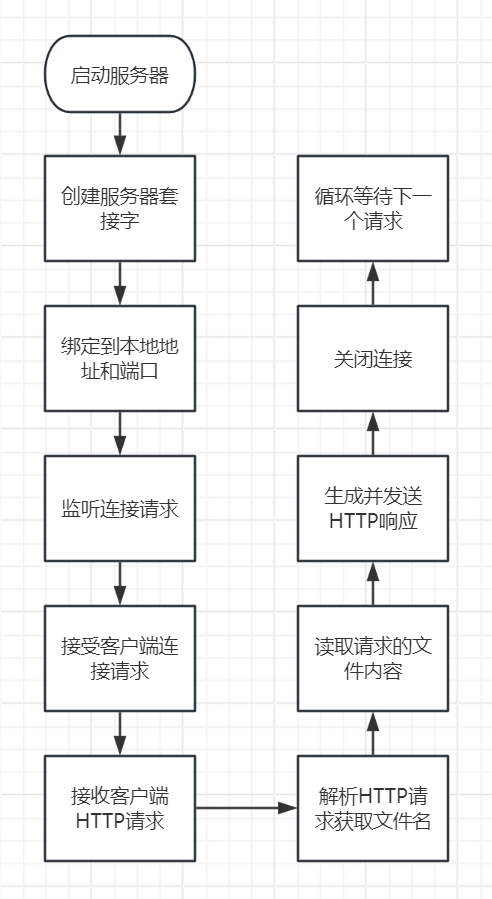 启动服务器
创建服务器套
接字
绑定到本地地
址和端口
监听连接请求
接受客户端连
接请求
接收客户端
HTTP请求
解析HTTP请
求获取文件名
读取请求的文
件内容
生成并发送
HTTP响应
关闭连接
循环等待下一
个请求